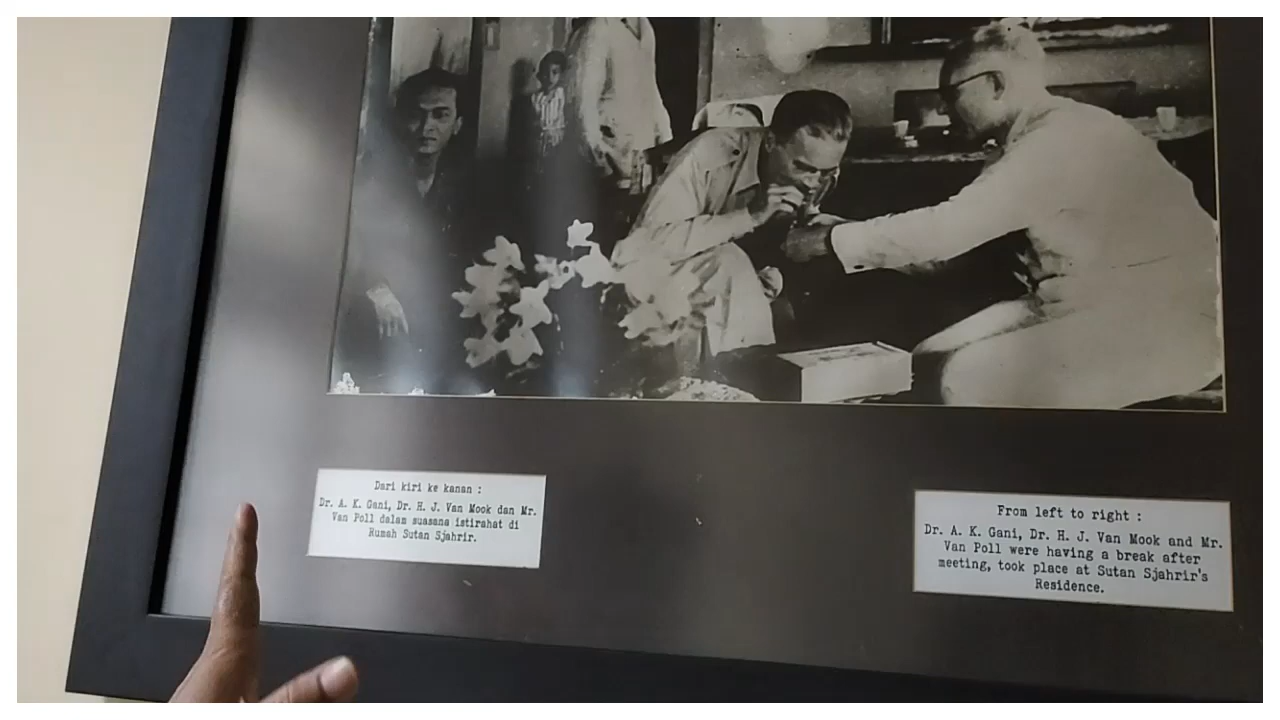 Dari kiri ke kanan :
Dr. A. K. Gani, Dr. H. J. Van Mook dan Mr.
Van Poll dalam suasana istirahat di
Rumah Sutan Sjahrir.
From left to right :
Dr. A. K. Gani, Dr. H. J. Van Mook and Mr.
Van Poll were having a break after
meeting, took place at Sutan Sjahrir's
Residence.